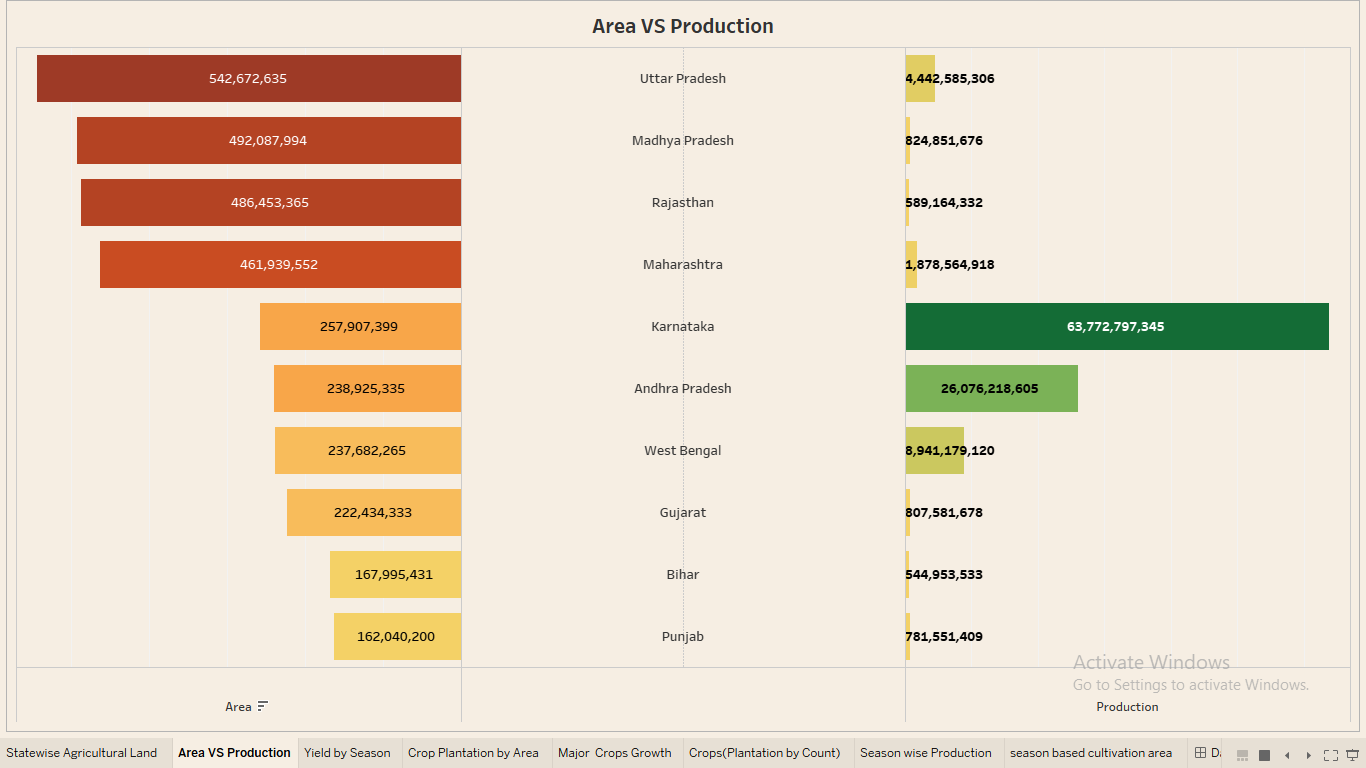 Area VS Production
542,672,635 Uttar Pradesh 4,442,585,306
492,087,994 Madhya Pradesh 824,851,676
486,453,365 Rajasthan 589,164,332
461,939,552 Maharashtra 1,878,564,918
257,907,399 Karnataka 63,772,797,345
238,925,335 Andhra Pradesh 26,076,218,605
237,682,265 West Bengal 8,941,179,120
222,434,333 Gujarat 807,581,678
167,995,431 Bihar 544,953,533
162,040,200 Punjab 781,551,409
Activate Windows
Go to Settings to activate Windows.
Area Production
Statewise Agricultural Land Area VS Production Yield by Season Crop Plantation by Area Major Crops Growth Crops(Plantation by Count) Season wise Production season based cultivation area